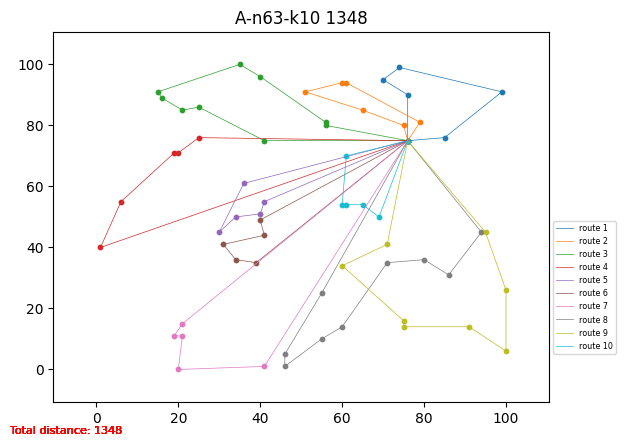 A-n63-k10 1348
100
80
60
40
20
0
0 20 40 60 80 100
route 1
route 2
route 3
route 4
route 5
route 6
route 7
route 8
route 9
route 10
Total distance: 1348